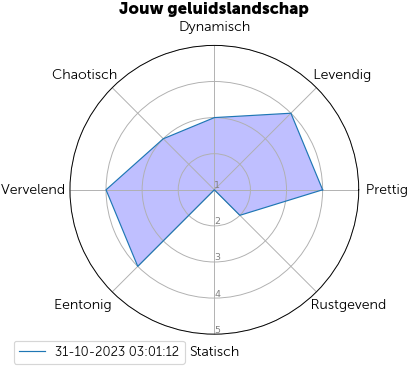 Jouw geluidslandschap
Dynamisch
Chaotisch
Levendig
Vervelend
Prettig
1
2
3
4
5
Eentonig
Rustgevend
31-10-2023 03:01:12
Statisch